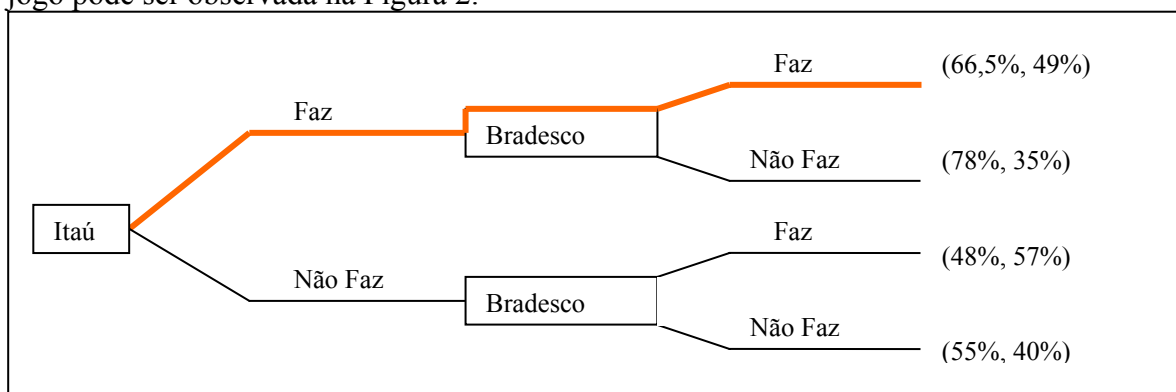 jogo pode ser observada na Figura 2.
Faz
(66,5%, 49%)
Faz
Bradesco
Não Faz
(78%, 35%)
Itaú
Faz
(48%, 57%)
Não Faz
Bradesco
Não Faz
(55%, 40%)